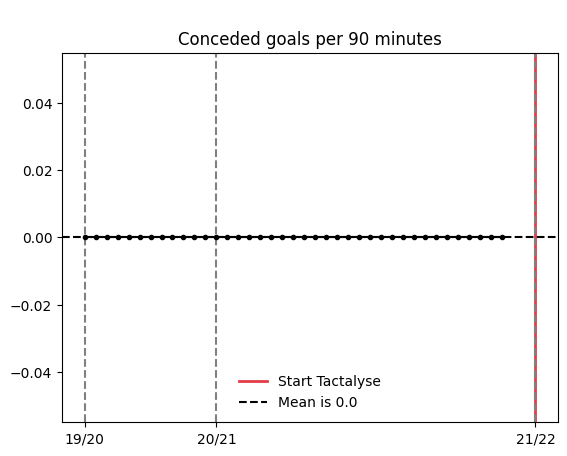 Conceded goals per 90 minutes
0.04
0.02
0.00
−0.02
−0.04
Start Tactalyse
Mean is 0.0
19/20 20/21 21/22